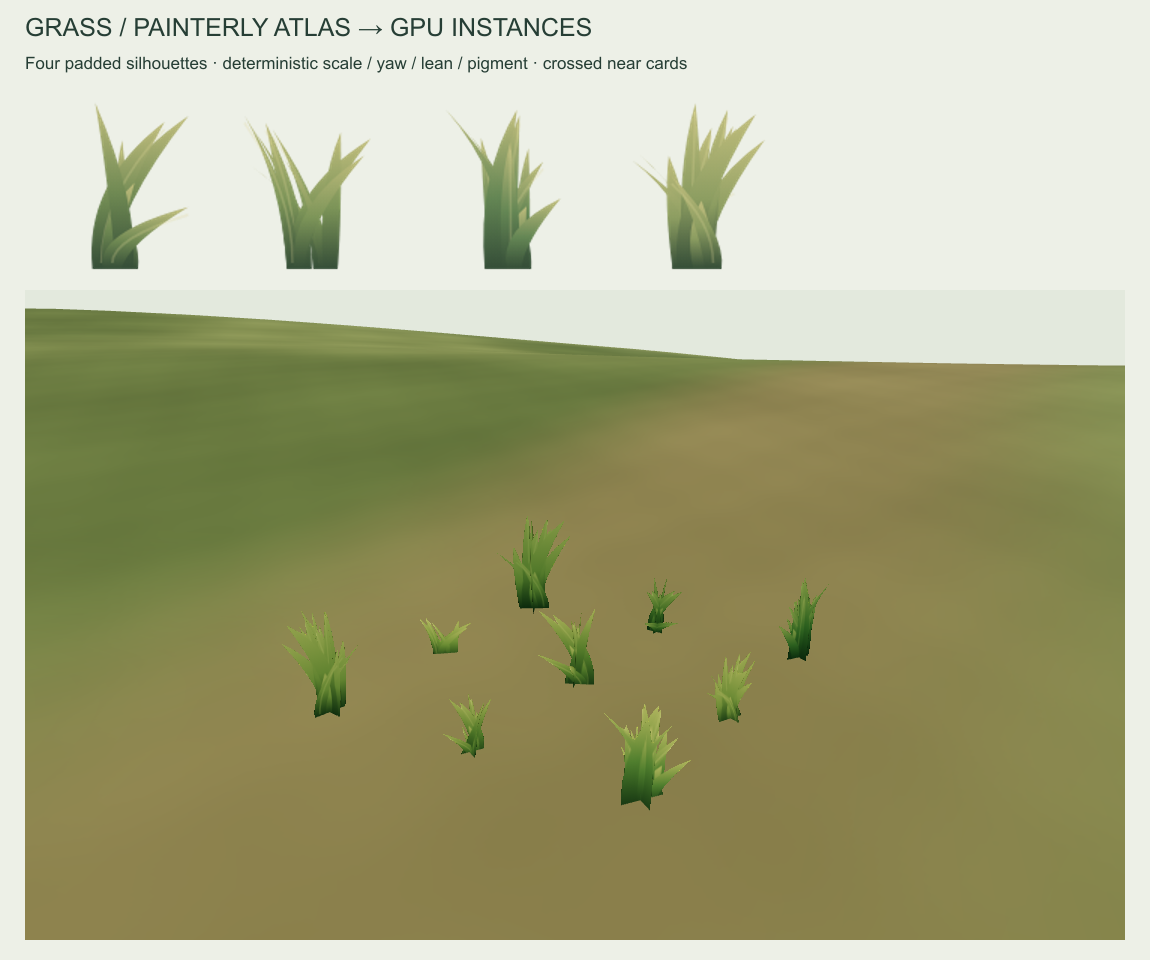 GRASS / PAINTERLY ATLAS → GPU INSTANCES
Four padded silhouettes · deterministic scale / yaw / lean / pigment · crossed near cards